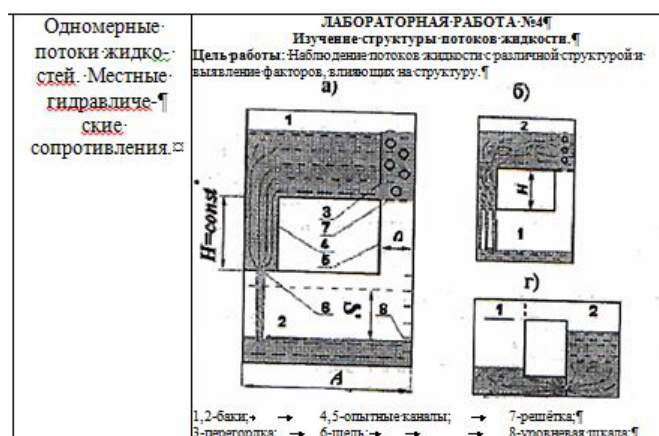 Одномерные
потоки жидко-
стей. Местные
гидравличе-¶
ские
сопротивления.¤
ЛАБОРАТОРНАЯ·РАБОТА·№4¶
Изучение·структуры·потоков·жидкости.¶
Цель·работы:·Наблюдение·потоков·жидкости·с·различной·структурой·и·
выявление·факторов,·влияющих·на·структуру.¶
а)
б)
1
2
3
7
4
5
H=const
6
2
8
A
H
1
г)
1
2
1,2-баки;→ → 4,5-опытные·каналы; → 7-решётка;¶
3-перегородка; → 6-щель;→ → 8-уровневая·шкала;¶